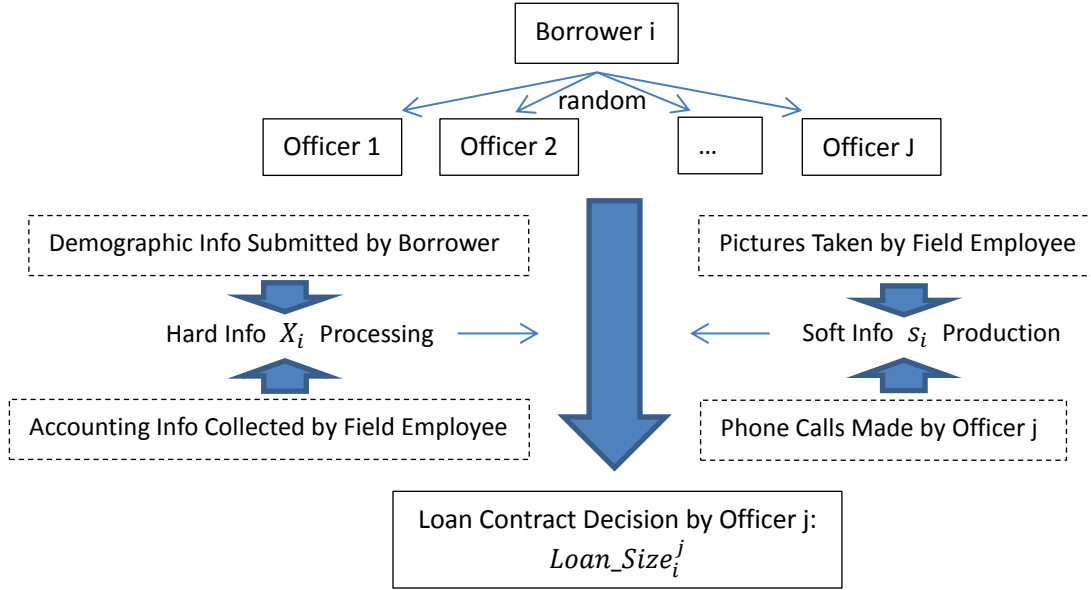 Borrower i
random
Officer 1
Officer 2
...
Officer J
Demographic Info Submitted by Borrower
Pictures Taken by Field Employee
Hard Info X_i Processing
Soft Info s_i Production
Accounting Info Collected by Field Employee
Phone Calls Made by Officer j
Loan Contract Decision by Officer j:
Loan_Size_i^j